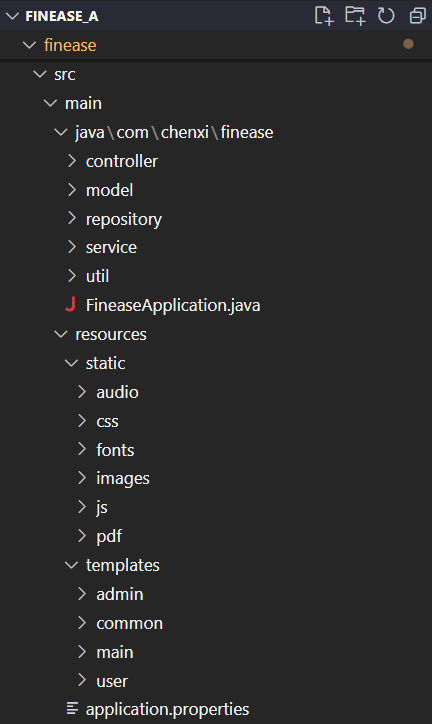 FINEASE_A
finease
src
main
java\com\chenxi\finease
controller
model
repository
service
util
J FineaseApplication.java
resources
static
audio
css
fonts
images
js
pdf
templates
admin
common
main
user
application.properties